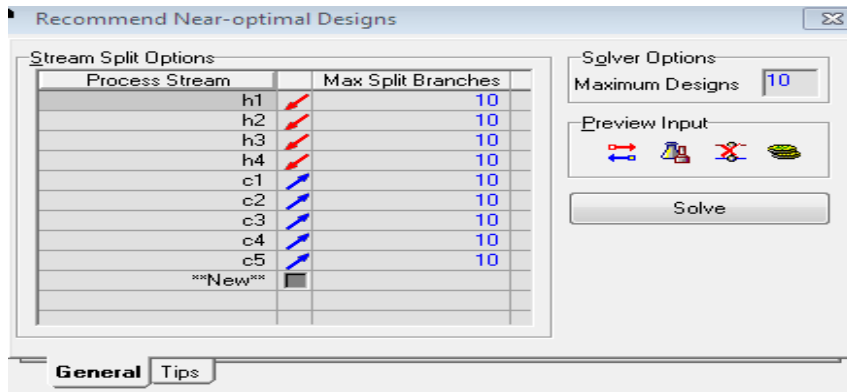 Recommend Near-optimal Designs
Stream Split Options
Process Stream Max Split Branches
h1 10
h2 10
h3 10
h4 10
c1 10
c2 10
c3 10
c4 10
c5 10
**New**
Solver Options
Maximum Designs 10
Preview Input
Solve
General Tips